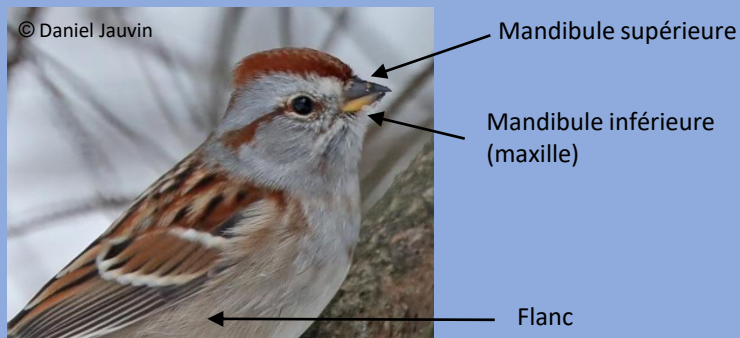 © Daniel Jauvin
Mandibule supérieure
Mandibule inférieure
(maxille)
Flanc